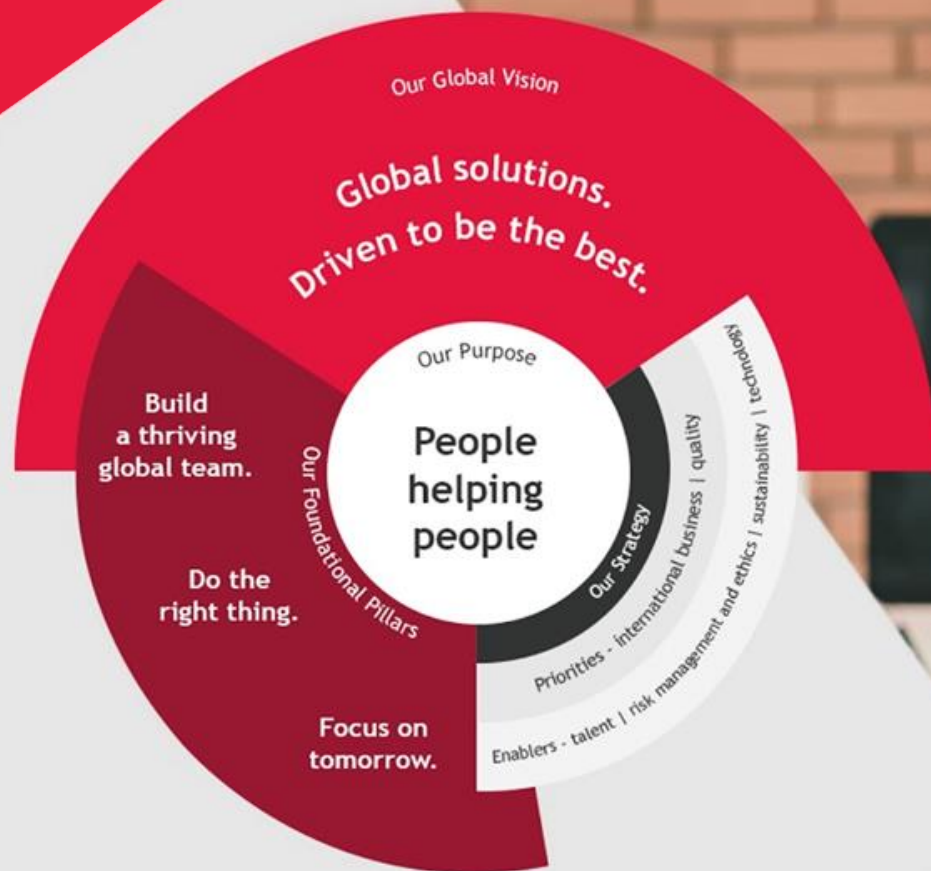 Our Global Vision
Global solutions.
Driven to be the best.
Our Purpose
People
helping
people
Our Foundational Pillars
Build
a thriving
global team.
Do the
right thing.
Focus on
tomorrow.
Our Strategy
Priorities - international business | quality
Enablers - talent | risk management and ethics | sustainability | technology